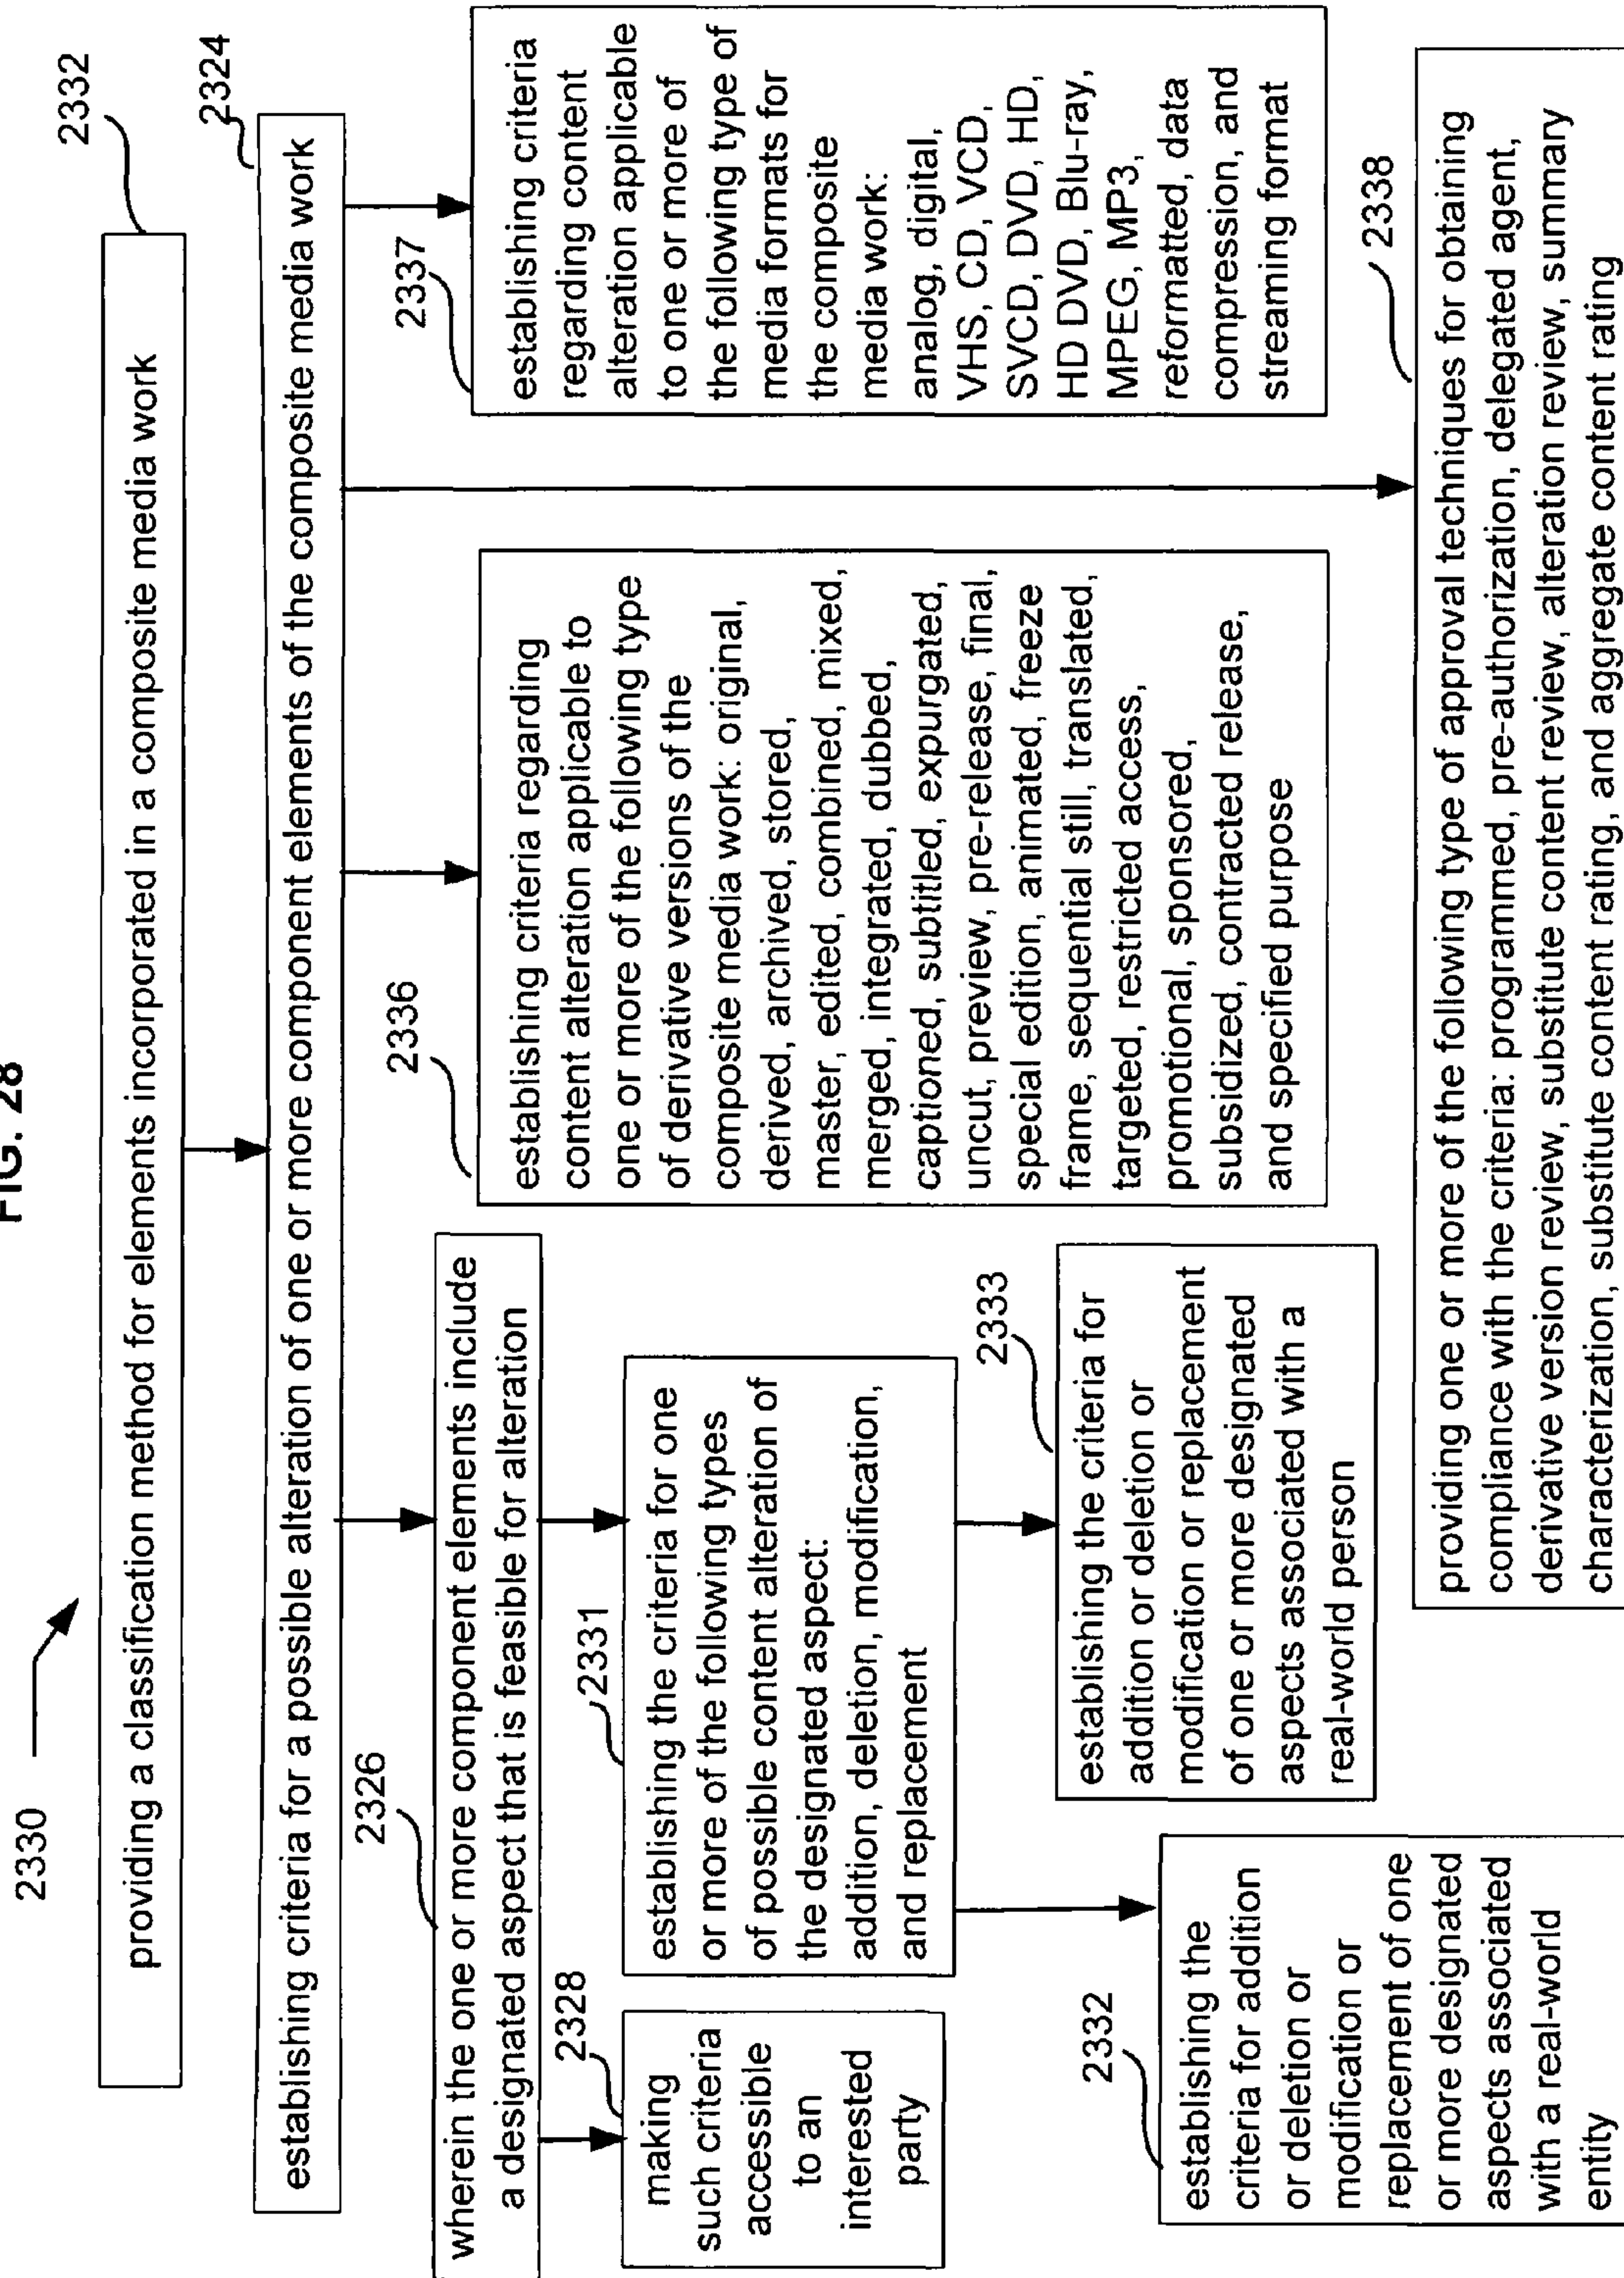 FIG. 28
2330
2332
providing a classification method for elements incorporated in a composite media work
2324
establishing criteria for a possible alteration of one or more component elements of the composite media work
2326
wherein the one or more component elements include
a designated aspect that is feasible for alteration
2328
making
such criteria
accessible
to an
interested
party
2331
establishing the criteria for one
or more of the following types
of possible content alteration of
the designated aspect:
addition, deletion, modification,
and replacement
2332
establishing the
criteria for addition
or deletion or
modification or
replacement of one
or more designated
aspects associated
with a real-world
entity
2333
establishing the criteria for
addition or deletion or
modification or replacement
of one or more designated
aspects associated with a
real-world person
2336
establishing criteria regarding
content alteration applicable to
one or more of the following type
of derivative versions of the
composite media work: original,
derived, archived, stored,
master, edited, combined, mixed,
merged, integrated, dubbed,
captioned, subtitled, expurgated,
uncut, preview, pre-release, final,
special edition, animated, freeze
frame, sequential still, translated,
targeted, restricted access,
promotional, sponsored,
subsidized, contracted release,
and specified purpose
2337
establishing criteria
regarding content
alteration applicable
to one or more of
the following type of
media formats for
the composite
media work:
analog, digital,
VHS, CD, VCD,
SVCD, DVD, HD,
HD DVD, Blu-ray,
MPEG, MP3,
reformatted, data
compression, and
streaming format
2338
providing one or more of the following type of approval techniques for obtaining
compliance with the criteria: programmed, pre-authorization, delegated agent,
derivative version review, substitute content review, alteration review, summary
characterization, substitute content rating, and aggregate content rating